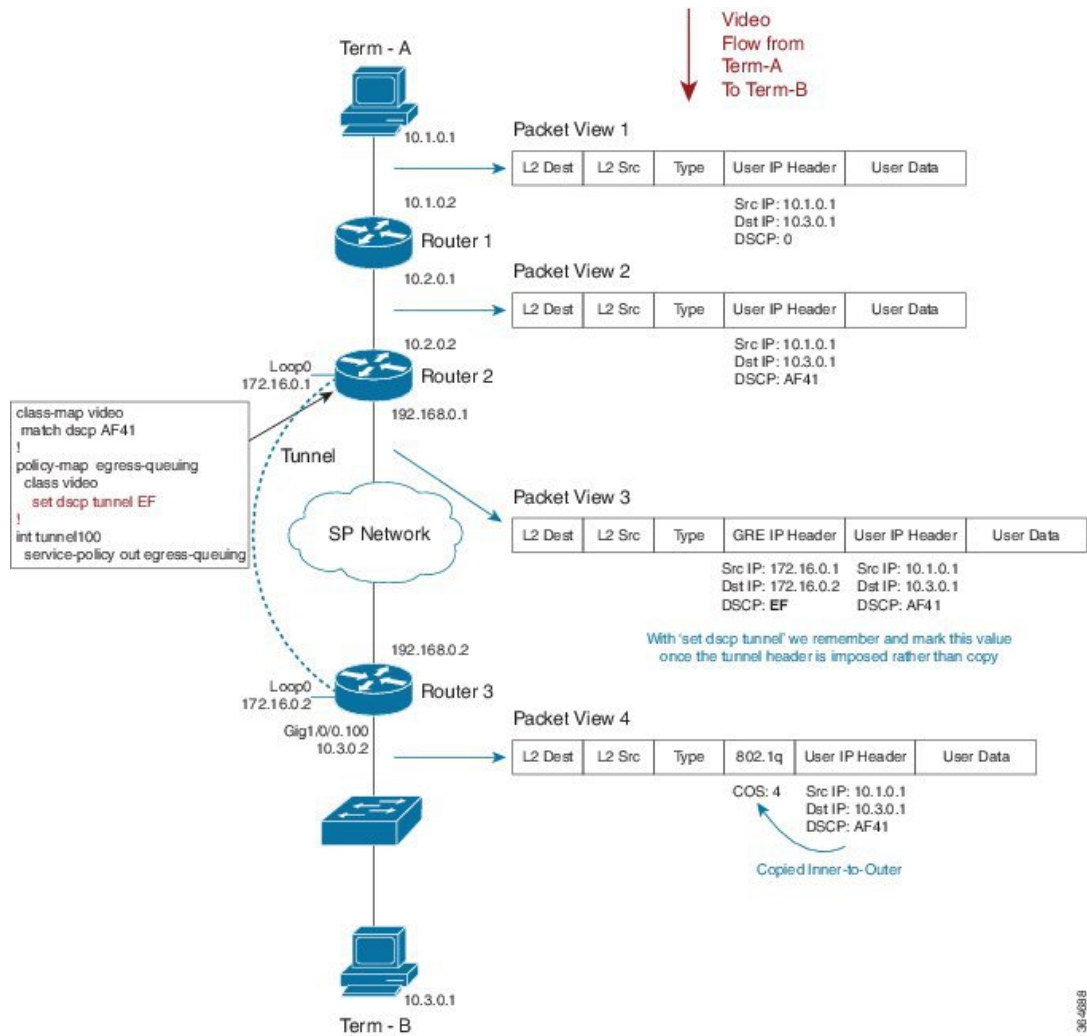 Video
Flow from
Term-A
To Term-B
Term - A
10.1.0.1
Packet View 1
L2 Dest L2 Src Type User IP Header User Data
Src IP: 10.1.0.1
Dst IP: 10.3.0.1
DSCP: 0
10.1.0.2
Router 1
10.2.0.1
Packet View 2
L2 Dest L2 Src Type User IP Header User Data
Src IP: 10.1.0.1
Dst IP: 10.3.0.1
DSCP: AF41
10.2.0.2
Loop0
172.16.0.1
Router 2
192.168.0.1
class-map video
match dscp AF41
!
policy-map egress-queuing
class video
set dscp tunnel EF
!
int tunnel100
service-policy out egress-queuing
Tunnel
SP Network
Packet View 3
L2 Dest L2 Src Type GRE IP Header User IP Header User Data
Src IP: 172.16.0.1
Dst IP: 172.16.0.2
DSCP: EF
Src IP: 10.1.0.1
Dst IP: 10.3.0.1
DSCP: AF41
With 'set dscp tunnel' we remember and mark this value
once the tunnel header is imposed rather than copy
192.168.0.2
Loop0
172.16.0.2
Router 3
Gig1/0/0.100
10.3.0.2
Packet View 4
L2 Dest L2 Src Type 802.1q User IP Header User Data
COS: 4
Src IP: 10.1.0.1
Dst IP: 10.3.0.1
DSCP: AF41
Copied Inner-to-Outer
10.3.0.1
Term - B
364688